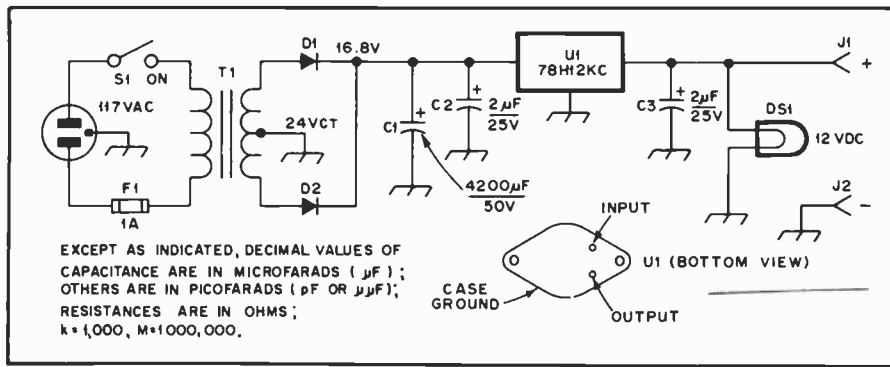 D1
16.8V
U1
78H12KC
J1
+
S1
ON
T1
117VAC
24VCT
C1
+
4200µF
50V
C2
+
2µF
25V
C3
+
2µF
25V
DS1
12 VDC
J2
-
F1
1A
D2
EXCEPT AS INDICATED, DECIMAL VALUES OF
CAPACITANCE ARE IN MICROFARADS ( µF ) ;
OTHERS ARE IN PICOFARADS ( pF OR µµF);
RESISTANCES ARE IN OHMS ;
k=1,000, M=1000,000.
INPUT
U1 (BOTTOM VIEW)
CASE
GROUND
OUTPUT